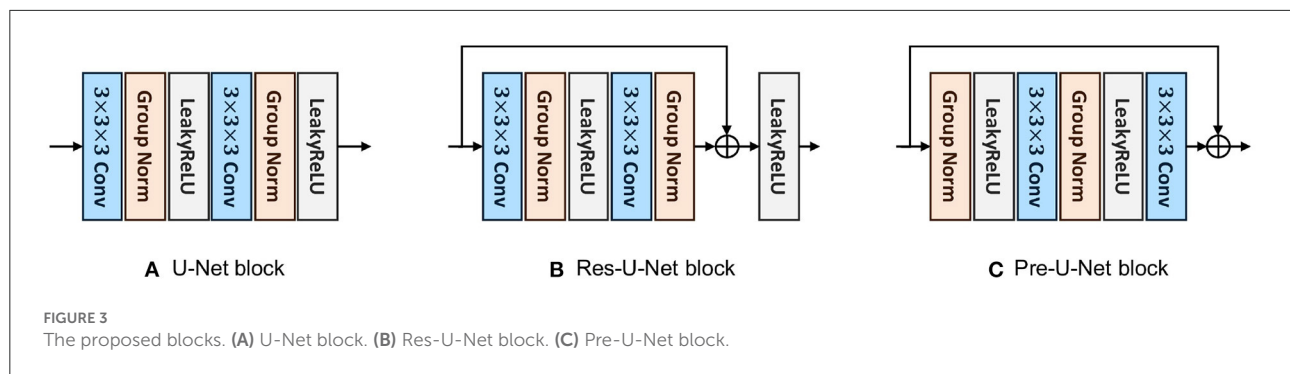 3×3×3 Conv
Group Norm
LeakyReLU
3×3×3 Conv
Group Norm
LeakyReLU
A U-Net block
3×3×3 Conv
Group Norm
LeakyReLU
3×3×3 Conv
Group Norm
LeakyReLU
B Res-U-Net block
Group Norm
LeakyReLU
3×3×3 Conv
Group Norm
LeakyReLU
3×3×3 Conv
C Pre-U-Net block
FIGURE 3
The proposed blocks. (A) U-Net block. (B) Res-U-Net block. (C) Pre-U-Net block.